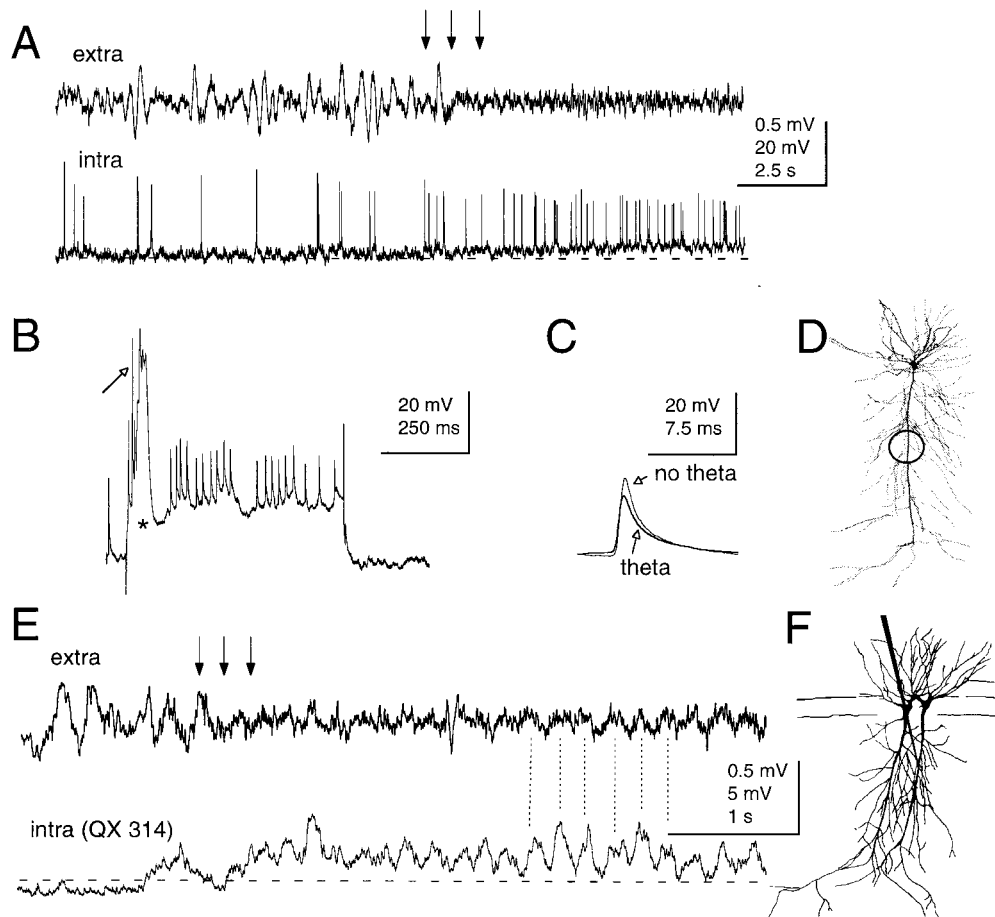 A
extra
intra
0.5 mV
20 mV
2.5 s
B
*
20 mV
250 ms
C
20 mV
7.5 ms
no theta
theta
D
E
extra
intra (QX 314)
0.5 mV
5 mV
1 s
F